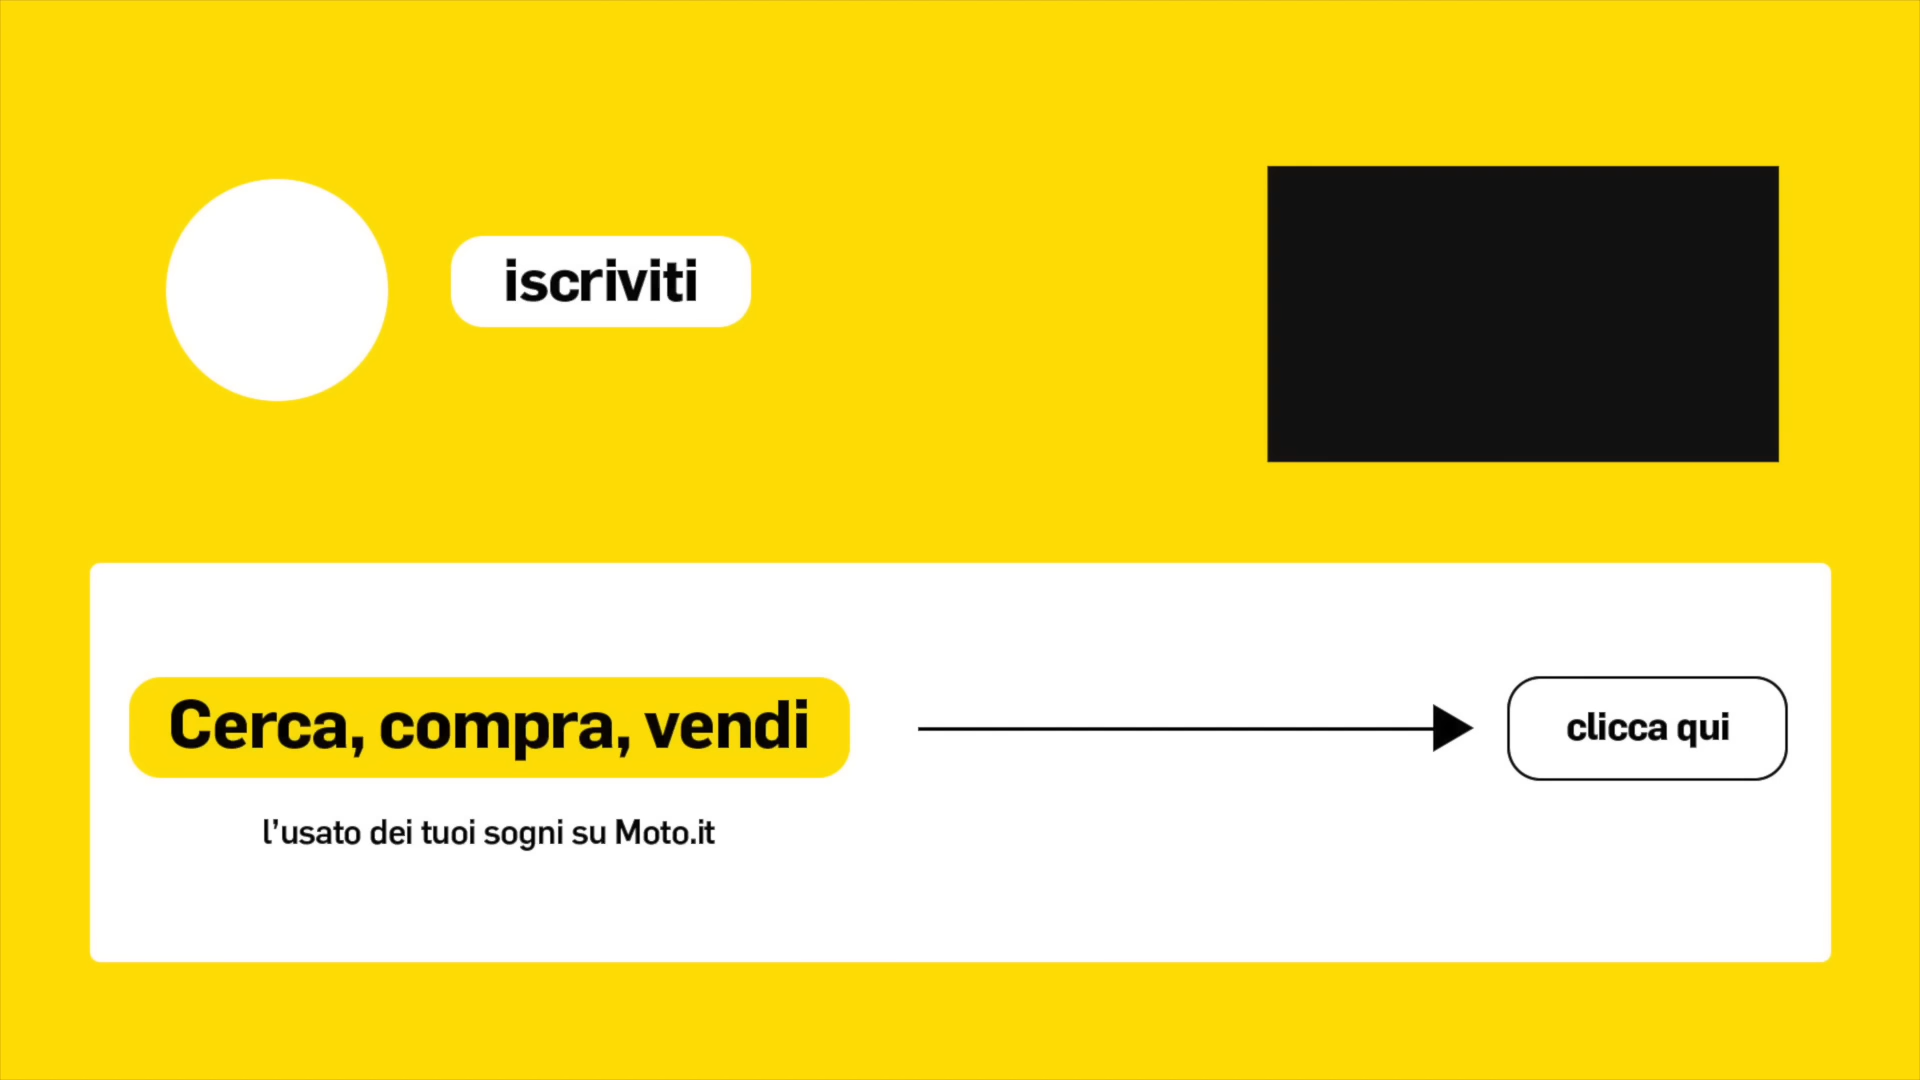 iscriviti
Cerca, compra, vendi
clicca qui
l’usato dei tuoi sogni su Moto.it